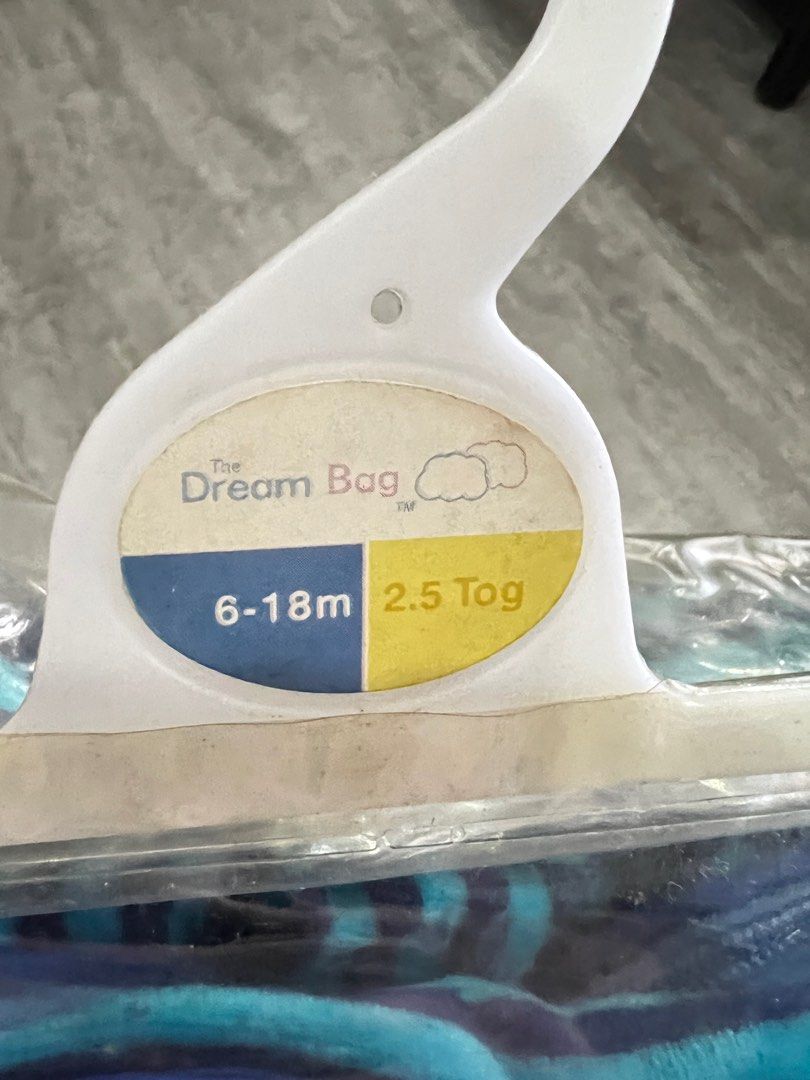 The
Dream Bag
TM
6-18m
2.5 Tog